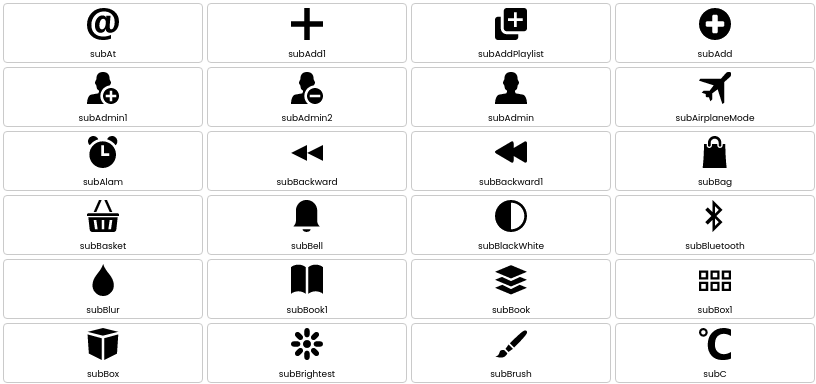 subAt
subAdd1
subAddPlaylist
subAdd
subAdmin1
subAdmin2
subAdmin
subAirplaneMode
subAlam
subBackward
subBackward1
subBag
subBasket
subBell
subBlackWhite
subBluetooth
subBlur
subBook1
subBook
subBox1
subBox
subBrightest
subBrush
subC